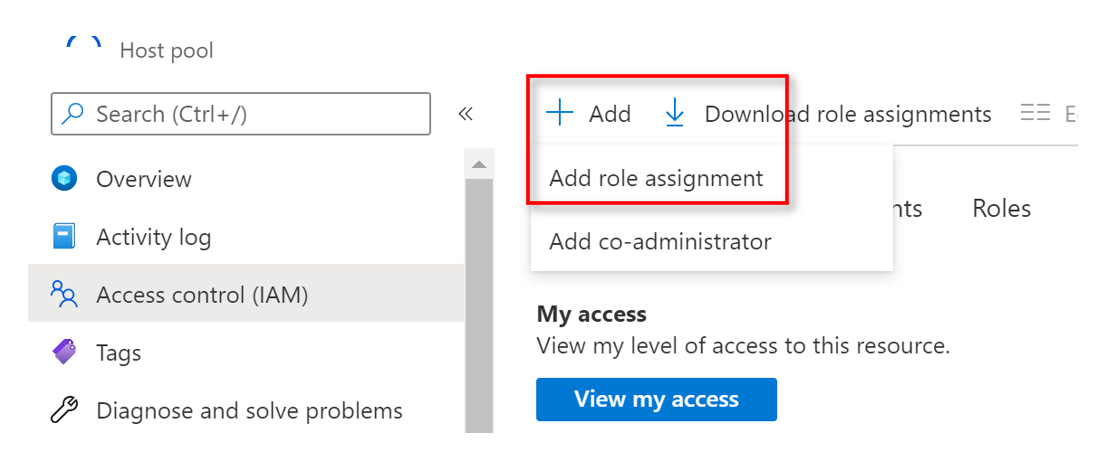 Host pool
Search (Ctrl+/)
«
Overview
Activity log
Access control (IAM)
Tags
Diagnose and solve problems
Add
Download role assignments
Add role assignment
Add co-administrator
Roles
My access
View my level of access to this resource.
View my access